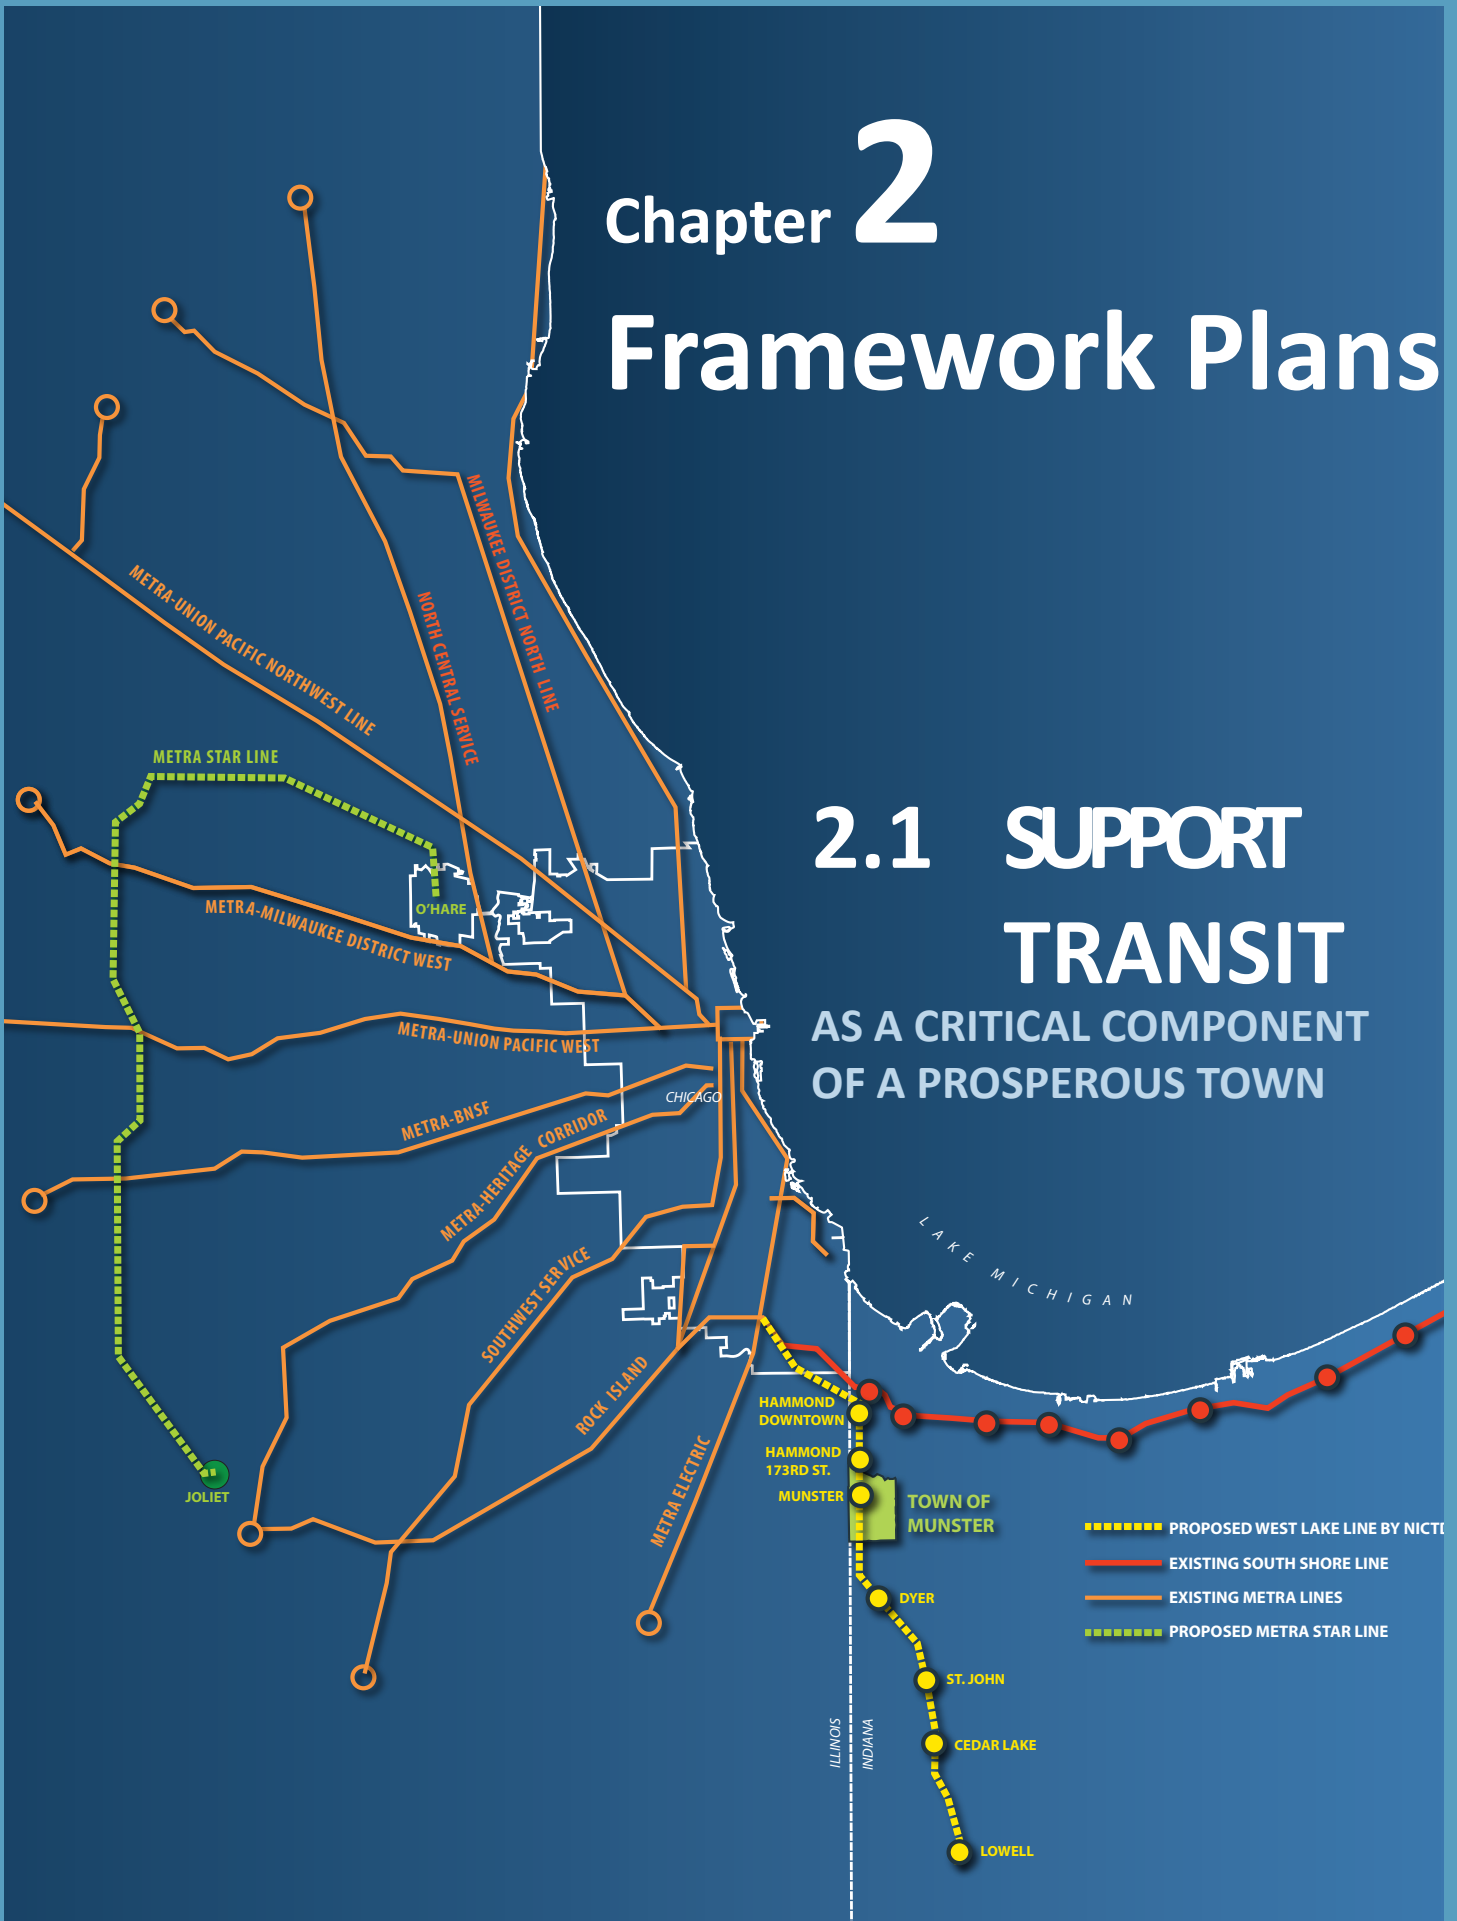 Chapter 2
Framework Plans
MILWAUKEE DISTRICT NORTH LINE
METRA-UNION PACIFIC NORTHWEST LINE
NORTH CENTRAL SERVICE
METRA STAR LINE
2.1 SUPPORT
TRANSIT
AS A CRITICAL COMPONENT
OF A PROSPEROUS TOWN
O'HARE
METRA-MILWAUKEE DISTRICT WEST
METRA-UNION PACIFIC WEST
CHICAGO
METRA-BNSF
METRA-HERITAGE CORRIDOR
LAKE MICHIGAN
SOUTHWEST SERVICE
ROCK ISLAND
METRA ELECTRIC
HAMMOND
DOWNTOWN
HAMMOND
173RD ST.
MUNSTER
TOWN OF
MUNSTER
JOLIET
PROPOSED WEST LAKE LINE BY NICTD
EXISTING SOUTH SHORE LINE
EXISTING METRA LINES
PROPOSED METRA STAR LINE
DYER
ST. JOHN
ILLINOIS
INDIANA
CEDAR LAKE
LOWELL